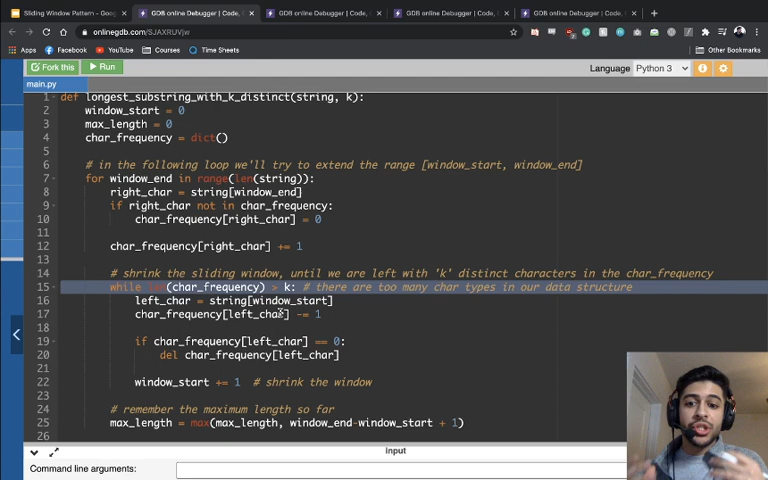 Sliding Window Pattern - Goo
GDB online Debugger | Code, 
GDB online Debugger | Code, 
GDB online Debugger | Code, 
GDB online Debugger | Code, 
onlinegdb.com/SJAXRUVjw
Apps
Facebook
YouTube
Courses
Time Sheets
Other Bookmarks
Fork this
Run
Language Python 3
main.py
1 def longest_substring_with_k_distinct(string, k):
2 window_start = 0
3 max_length = 0
4 char_frequency = dict()
5
6 # in the following loop we'll try to extend the range [window_start, window_end]
7 for window_end in range(len(string)):
8 right_char = string[window_end]
9 if right_char not in char_frequency:
10 char_frequency[right_char] = 0
11
12 char_frequency[right_char] += 1
13
14 # shrink the sliding window, until we are left with 'k' distinct characters in the char_frequency
15 while len(char_frequency) > k: # there are too many char types in our data structure
16 left_char = string[window_start]
17 char_frequency[left_char] -= 1
18
19 if char_frequency[left_char] == 0:
20 del char_frequency[left_char]
21
22 window_start += 1 # shrink the window
23
24 # remember the maximum length so far
25 max_length = max(max_length, window_end-window_start + 1)
26
input
Command line arguments: